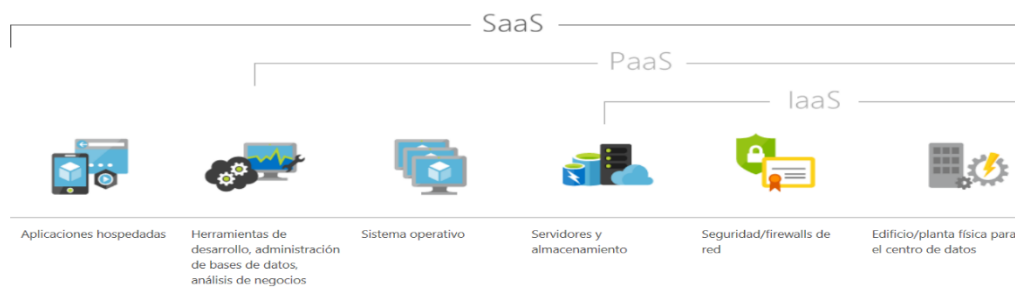 SaaS
PaaS
IaaS
Aplicaciones hospedadas
Herramientas de
desarrollo, administración
de bases de datos,
análisis de negocios
Sistema operativo
Servidores y
almacenamiento
Seguridad/firewalls de
red
Edificio/planta física para
el centro de datos